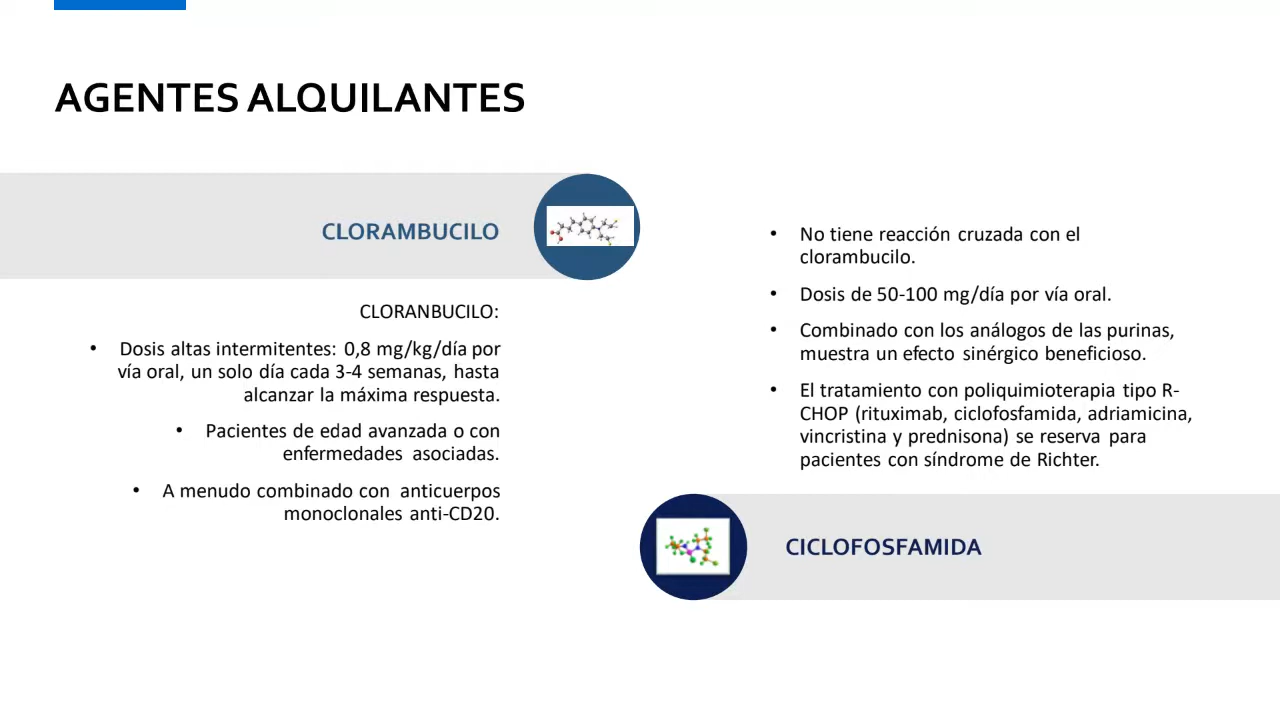 AGENTES ALQUILANTES
CLORAMBUCILO
CLORANBUCILO:
• Dosis altas intermitentes: 0,8 mg/kg/día por
vía oral, un solo día cada 3-4 semanas, hasta
alcanzar la máxima respuesta.
• Pacientes de edad avanzada o con
enfermedades asociadas.
• A menudo combinado con anticuerpos
monoclonales anti-CD20.
• No tiene reacción cruzada con el
clorambucilo.
• Dosis de 50-100 mg/día por vía oral.
• Combinado con los análogos de las purinas,
muestra un efecto sinérgico beneficioso.
• El tratamiento con poliquimioterapia tipo R-
CHOP (rituximab, ciclofosfamida, adriamicina,
vincristina y prednisona) se reserva para
pacientes con síndrome de Richter.
CICLOFOSFAMIDA